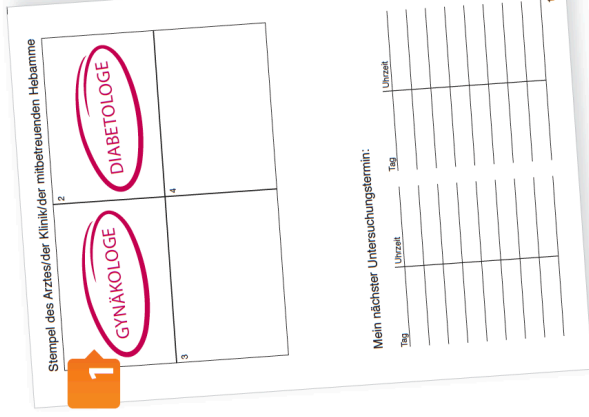 Stempel des Arztes/der Klinik/der mitbetreuenden Hebamme
1
GYNÄKOLOGE
2
DIABETOLOGE
3
4
Mein nächster Untersuchungstermin:
Tag Uhrzeit Tag Uhrzeit